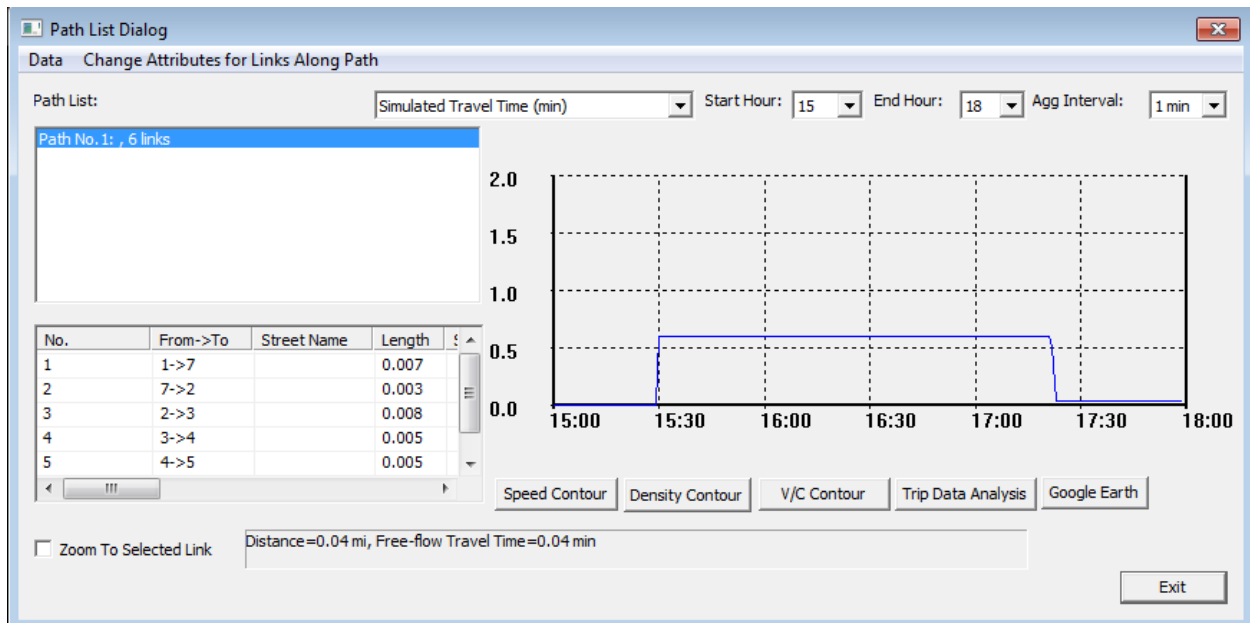 Path List Dialog
Data Change Attributes for Links Along Path
Path List: Simulated Travel Time (min) Start Hour: 15 End Hour: 18 Agg Interval: 1 min
Path No.1: , 6 links
2.0
1.5
1.0
0.5
0.0
15:00 15:30 16:00 16:30 17:00 17:30 18:00
No. From->To Street Name Length
1 1->7 0.007
2 7->2 0.003
3 2->3 0.008
4 3->4 0.005
5 4->5 0.005
Speed Contour Density Contour V/C Contour Trip Data Analysis Google Earth
Zoom To Selected Link Distance=0.04 mi, Free-flow Travel Time=0.04 min
Exit